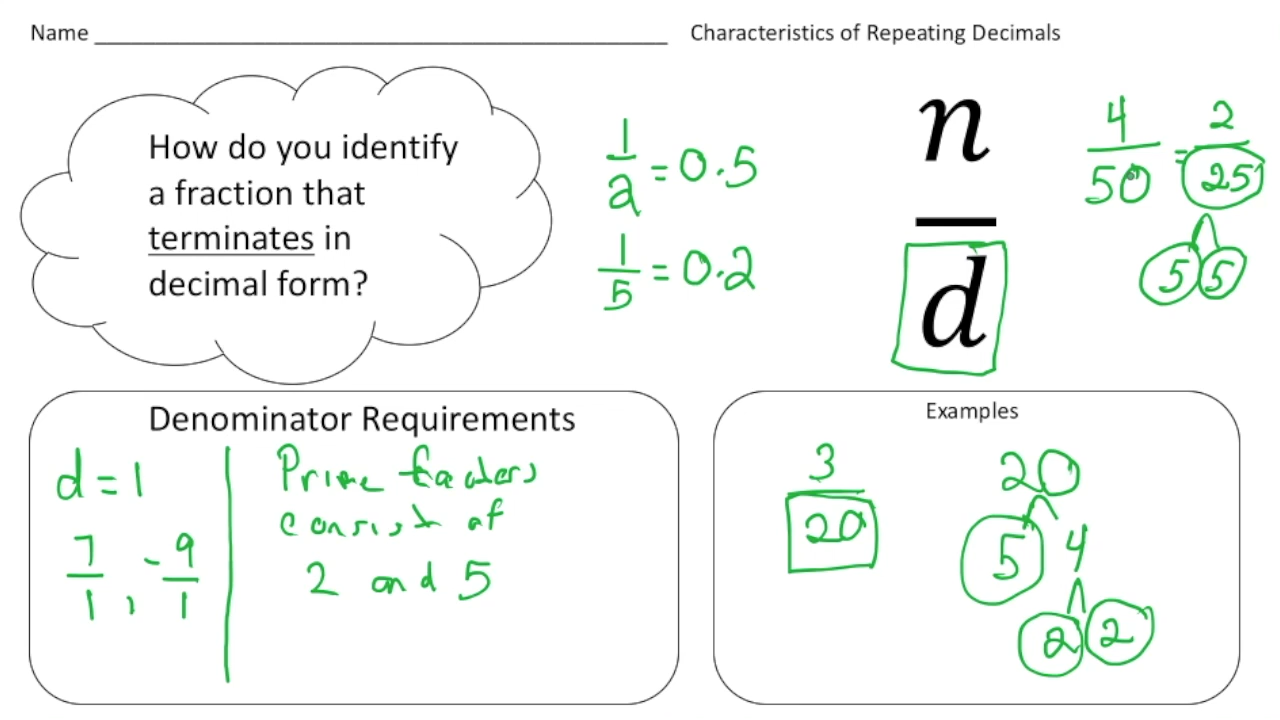 Name
Characteristics of Repeating Decimals
How do you identify
a fraction that
terminates in
decimal form?
1/2 = 0.5
1/5 = 0.2
n
d
4/50 = 2/25
5 5
Denominator Requirements
d = 1
7/1 , -9/1
Prime factors
consist of
2 and 5
Examples
3/20
20
5 4
2 2